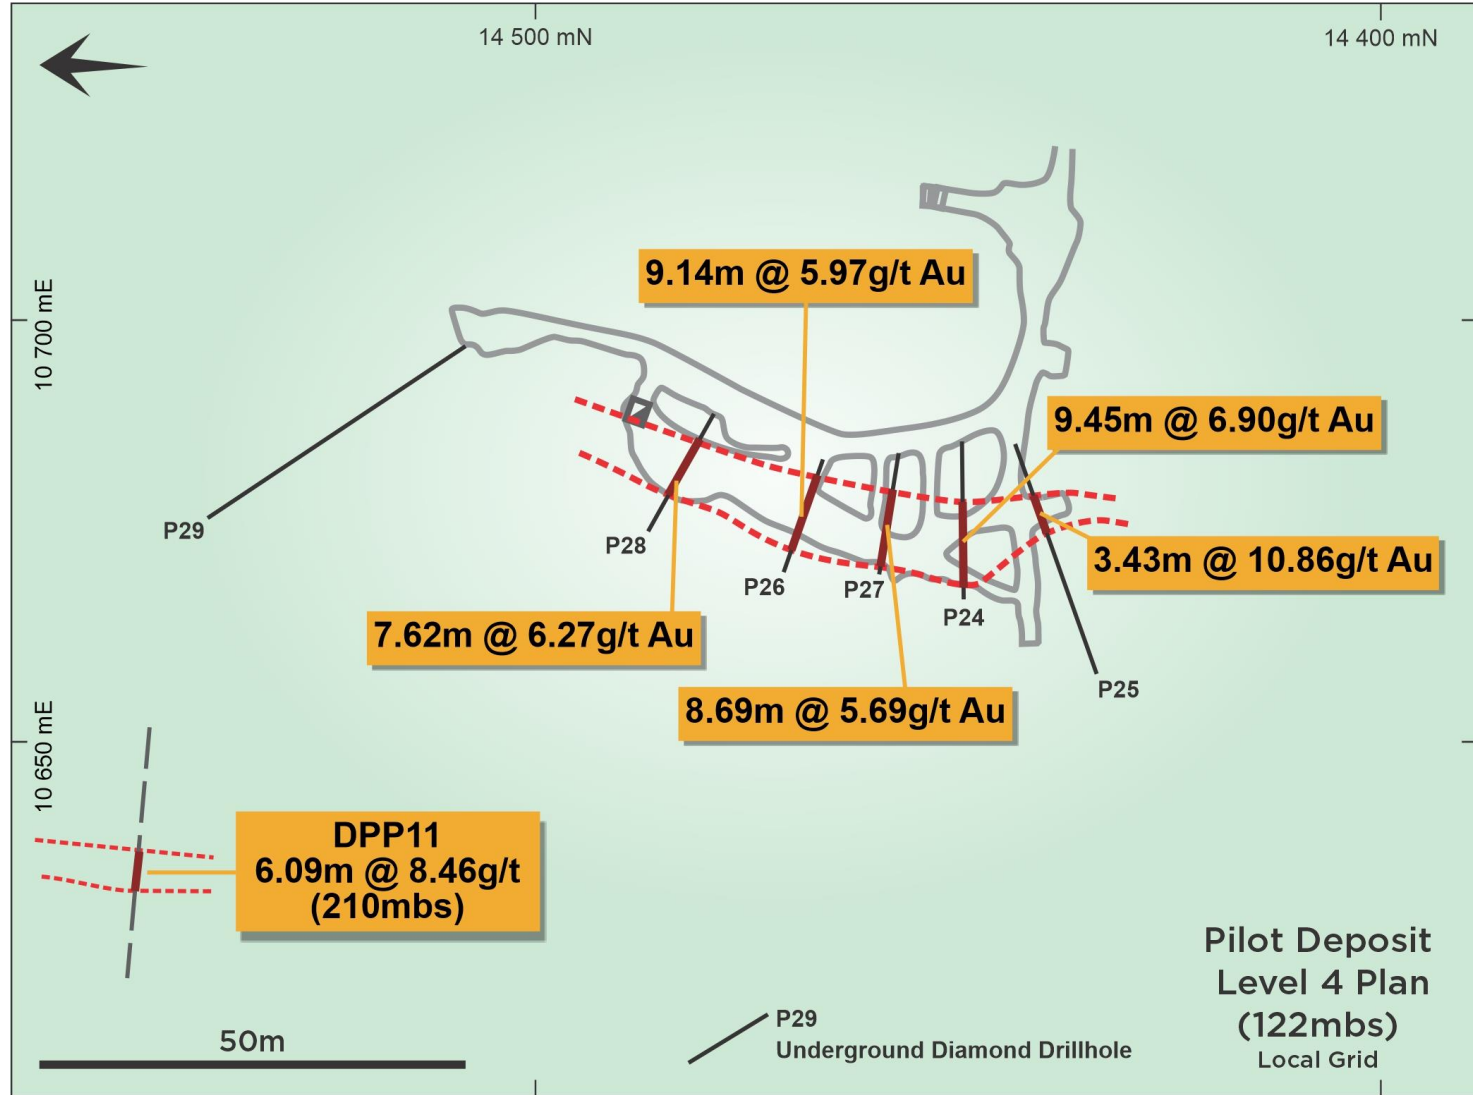 14 500 mN
14 400 mN
10 700 mE
9.14m @ 5.97g/t Au
9.45m @ 6.90g/t Au
P29
P28
P26
P27
P24
3.43m @ 10.86g/t Au
7.62m @ 6.27g/t Au
P25
8.69m @ 5.69g/t Au
10 650 mE
DPP11
6.09m @ 8.46g/t
(210mbs)
Pilot Deposit
Level 4 Plan
(122mbs)
Local Grid
50m
P29
Underground Diamond Drillhole